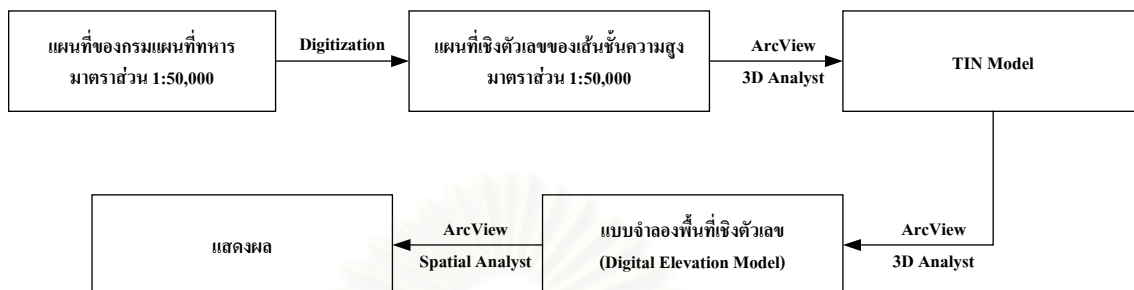 แผนที่ของกรมแผนที่ทหาร
มาตราส่วน 1:50,000
Digitization
แผนที่เชิงตัวเลขของเส้นชั้นความสูง
มาตราส่วน 1:50,000
ArcView
3D Analyst
TIN Model
ArcView
3D Analyst
แบบจำลองพื้นที่เชิงตัวเลข
(Digital Elevation Model)
ArcView
Spatial Analyst
แสดงผล